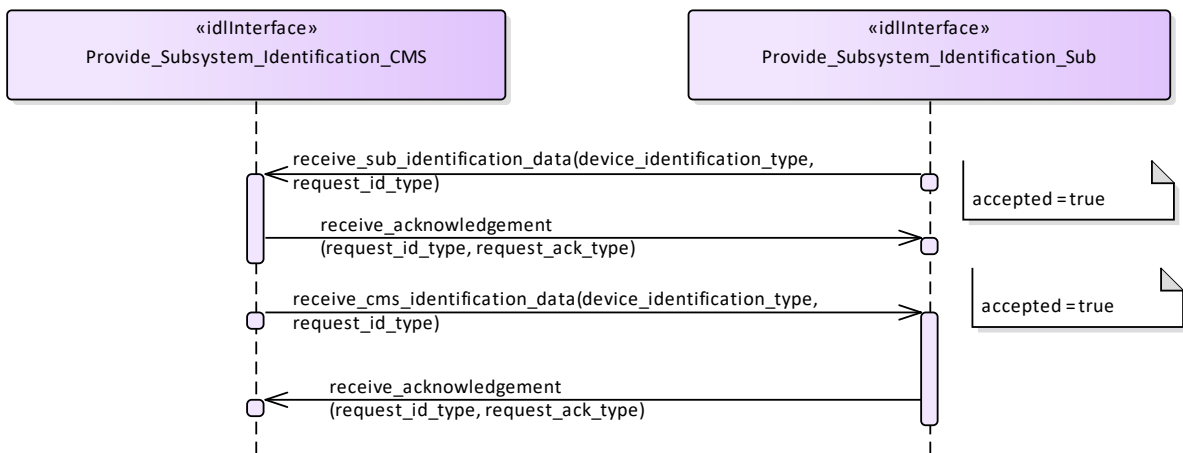 «idlInterface»
Provide_Subsystem_Identification_CMS
«idlInterface»
Provide_Subsystem_Identification_Sub
receive_sub_identification_data(device_identification_type,
request_id_type)
accepted = true
receive_acknowledgement
(request_id_type, request_ack_type)
receive_cms_identification_data(device_identification_type,
request_id_type)
accepted = true
receive_acknowledgement
(request_id_type, request_ack_type)